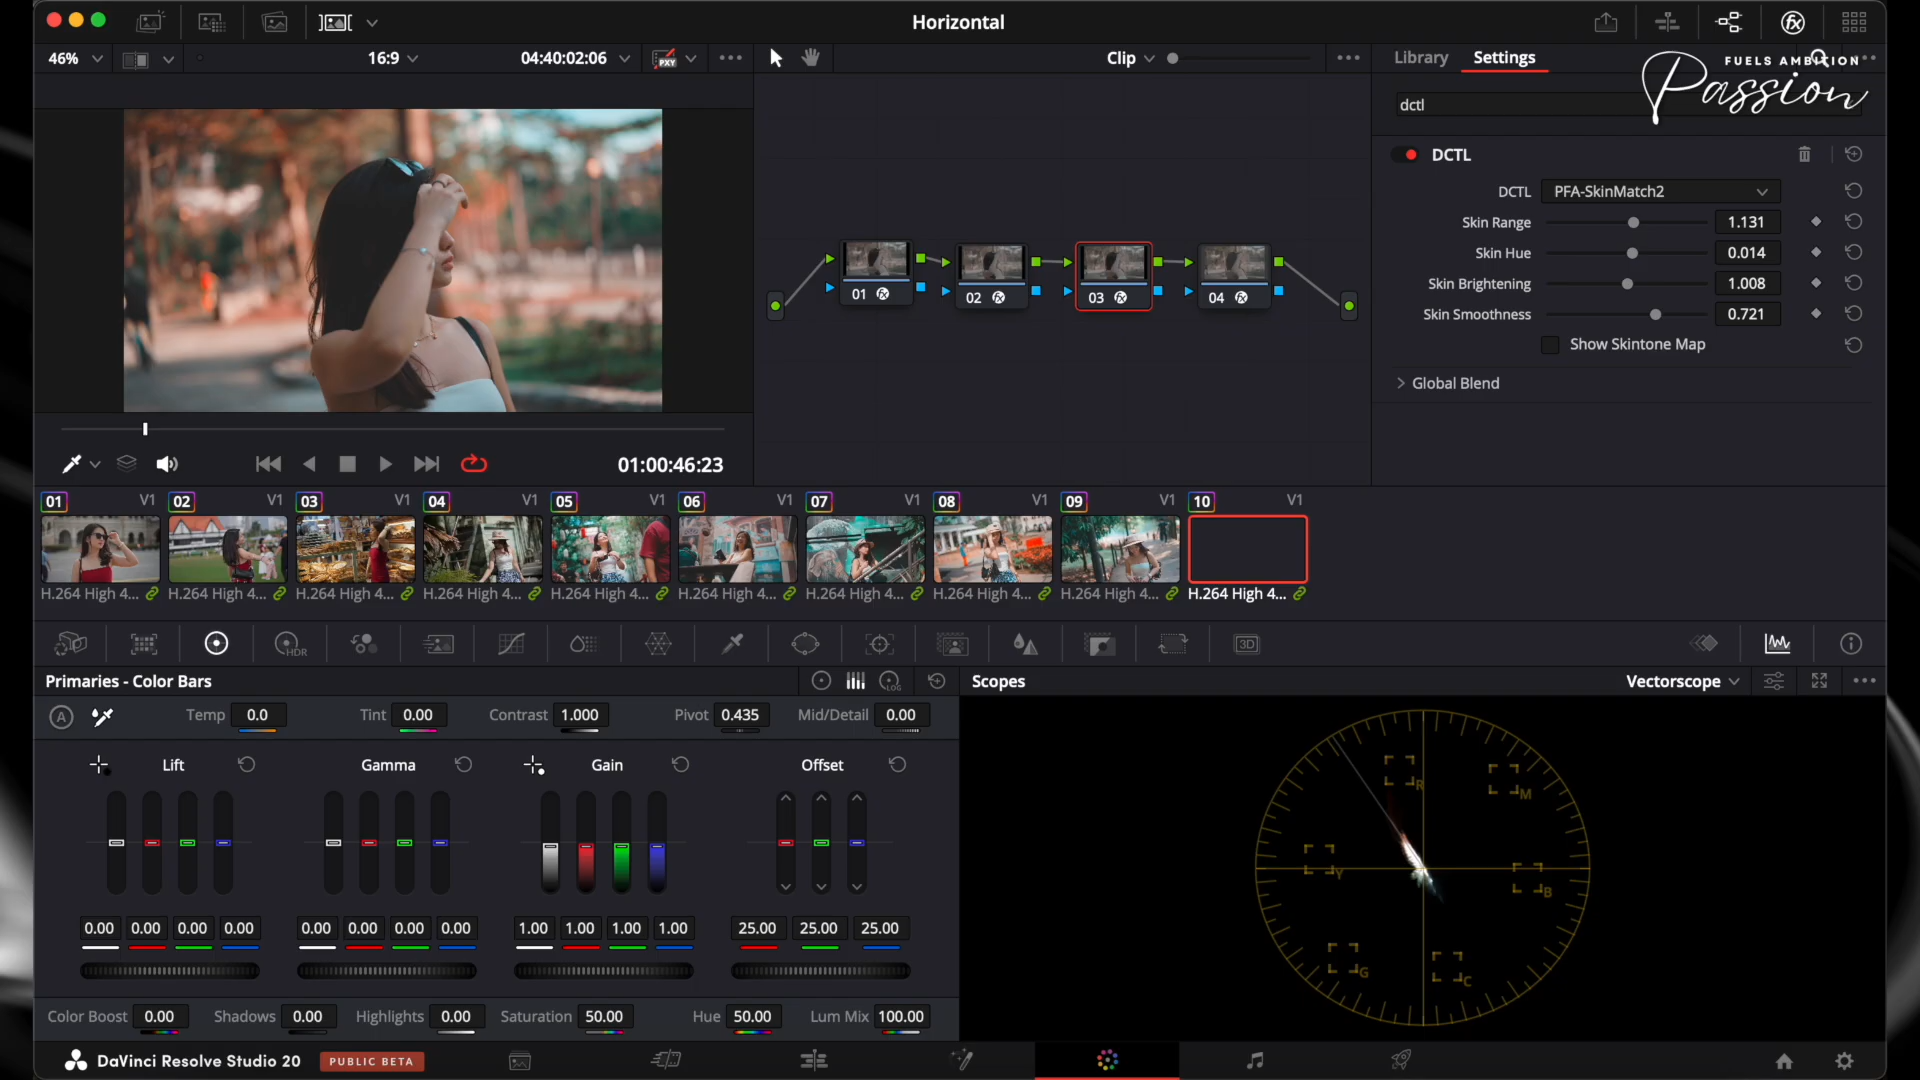 Horizontal
46%
16:9
04:40:02:06
PXY
Clip
Library
Settings
FUELS AMBITION
Passion
dctl
DCTL
DCTL
PFA-SkinMatch2
Skin Range
1.131
Skin Hue
0.014
Skin Brightening
1.008
Skin Smoothness
0.721
Show Skintone Map
Global Blend
01
02
03
04
01:00:46:23
01 V1
02 V1
03 V1
04 V1
05 V1
06 V1
07 V1
08 V1
09 V1
10 V1
H.264 High 4...
H.264 High 4...
H.264 High 4...
H.264 High 4...
H.264 High 4...
H.264 High 4...
H.264 High 4...
H.264 High 4...
H.264 High 4...
H.264 High 4...
HDR
3D
Primaries - Color Bars
LOG
Scopes
Vectorscope
A
Temp 0.0
Tint 0.00
Contrast 1.000
Pivot 0.435
Mid/Detail 0.00
Lift
Gamma
Gain
Offset
0.00 0.00 0.00 0.00
0.00 0.00 0.00 0.00
1.00 1.00 1.00 1.00
25.00 25.00 25.00
R
M
Y
B
G
C
Color Boost 0.00
Shadows 0.00
Highlights 0.00
Saturation 50.00
Hue 50.00
Lum Mix 100.00
DaVinci Resolve Studio 20
PUBLIC BETA